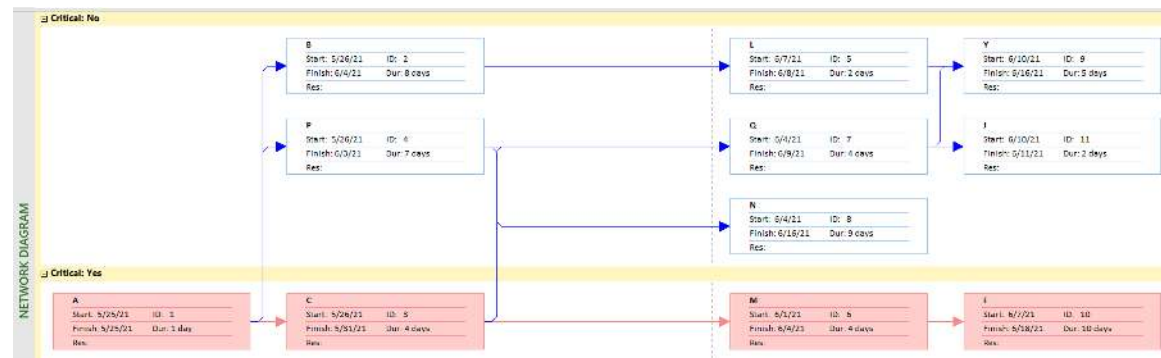 NETWORK DIAGRAM
Critical: No
B
Start: 5/26/21 ID: 2
Finish: 6/4/21 Dur: 8 days
Res:
L
Start: 6/7/21 ID: 5
Finish: 6/8/21 Dur: 2 days
Res:
Y
Start: 6/10/21 ID: 9
Finish: 6/16/21 Dur: 5 days
Res:
P
Start: 5/26/21 ID: 4
Finish: 6/3/21 Dur: 7 days
Res:
Q
Start: 6/4/21 ID: 7
Finish: 6/9/21 Dur: 4 days
Res:
J
Start: 6/10/21 ID: 11
Finish: 6/11/21 Dur: 2 days
Res:
N
Start: 6/4/21 ID: 8
Finish: 6/16/21 Dur: 9 days
Res:
Critical: Yes
A
Start: 5/25/21 ID: 1
Finish: 5/25/21 Dur: 1 day
Res:
C
Start: 5/26/21 ID: 3
Finish: 5/31/21 Dur: 4 days
Res:
M
Start: 6/1/21 ID: 6
Finish: 6/4/21 Dur: 4 days
Res:
I
Start: 6/7/21 ID: 10
Finish: 6/18/21 Dur: 10 days
Res: